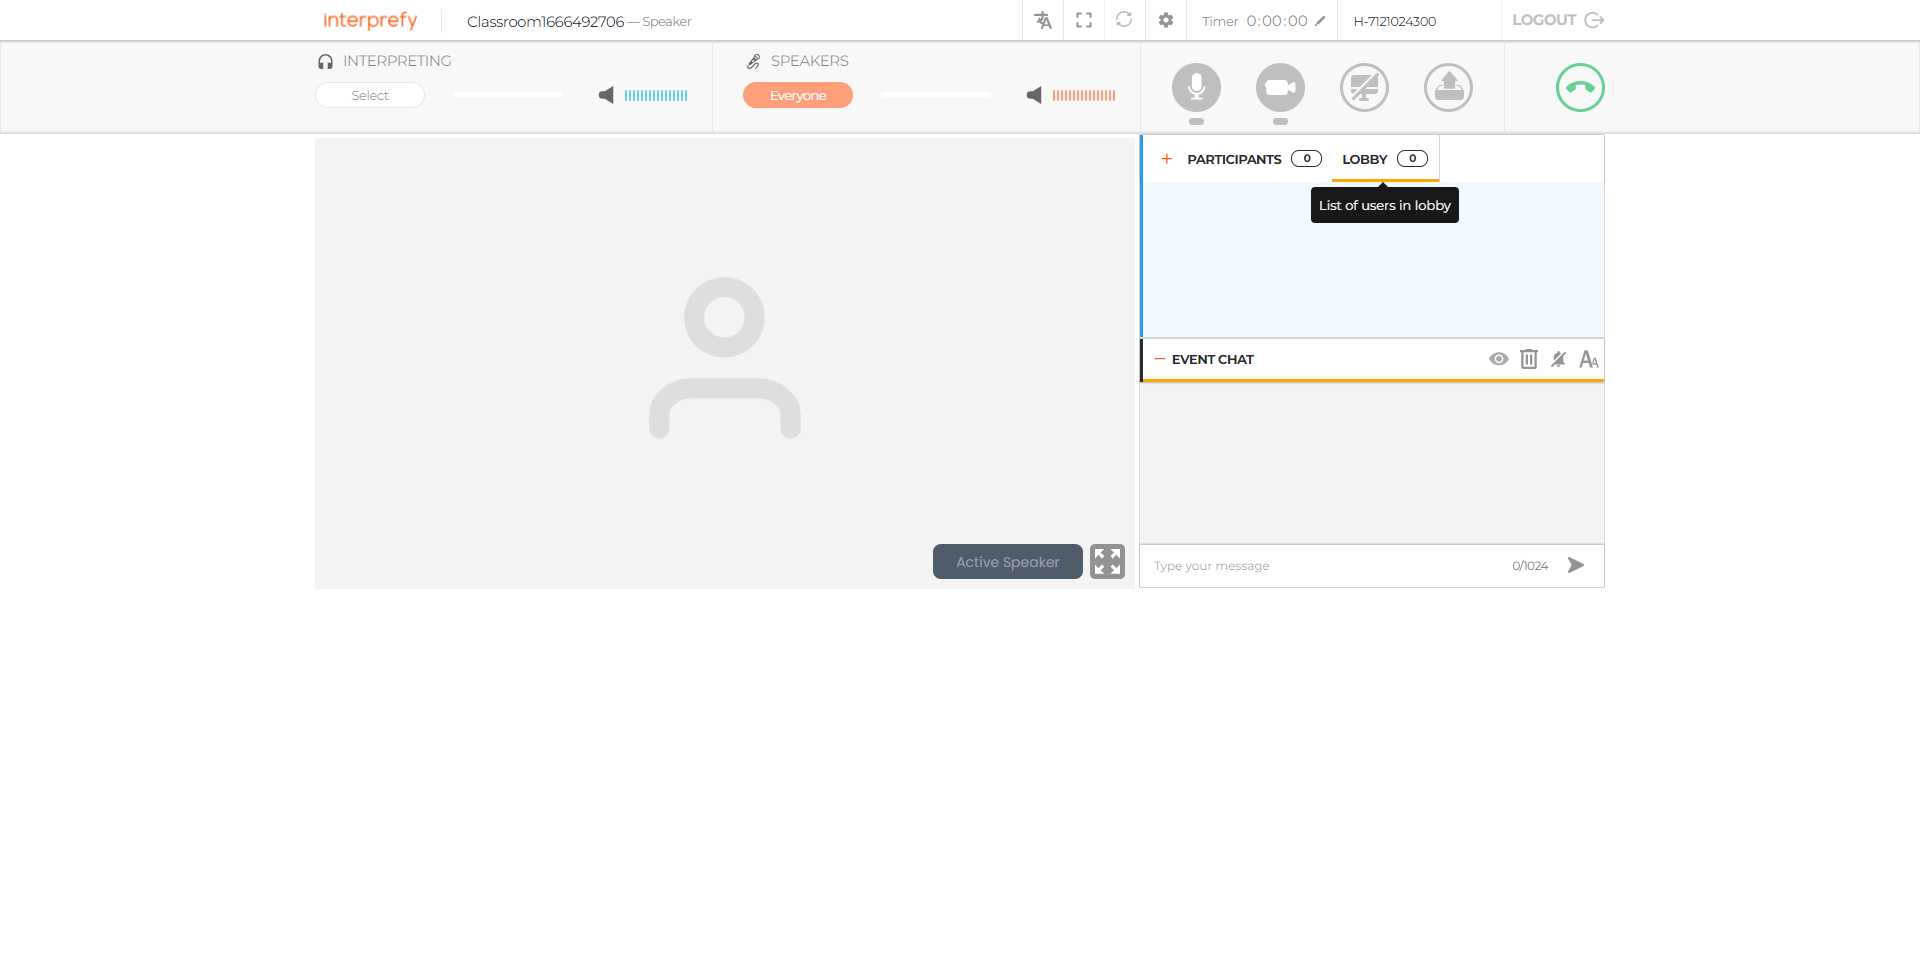 interprefy
Classroom1666492706 — Speaker
Timer 0:00:00
H-7121024300
LOGOUT
INTERPRETING
Select
SPEAKERS
Everyone
PARTICIPANTS 0
LOBBY 0
List of users in lobby
EVENT CHAT
Active Speaker
Type your message
0/1024